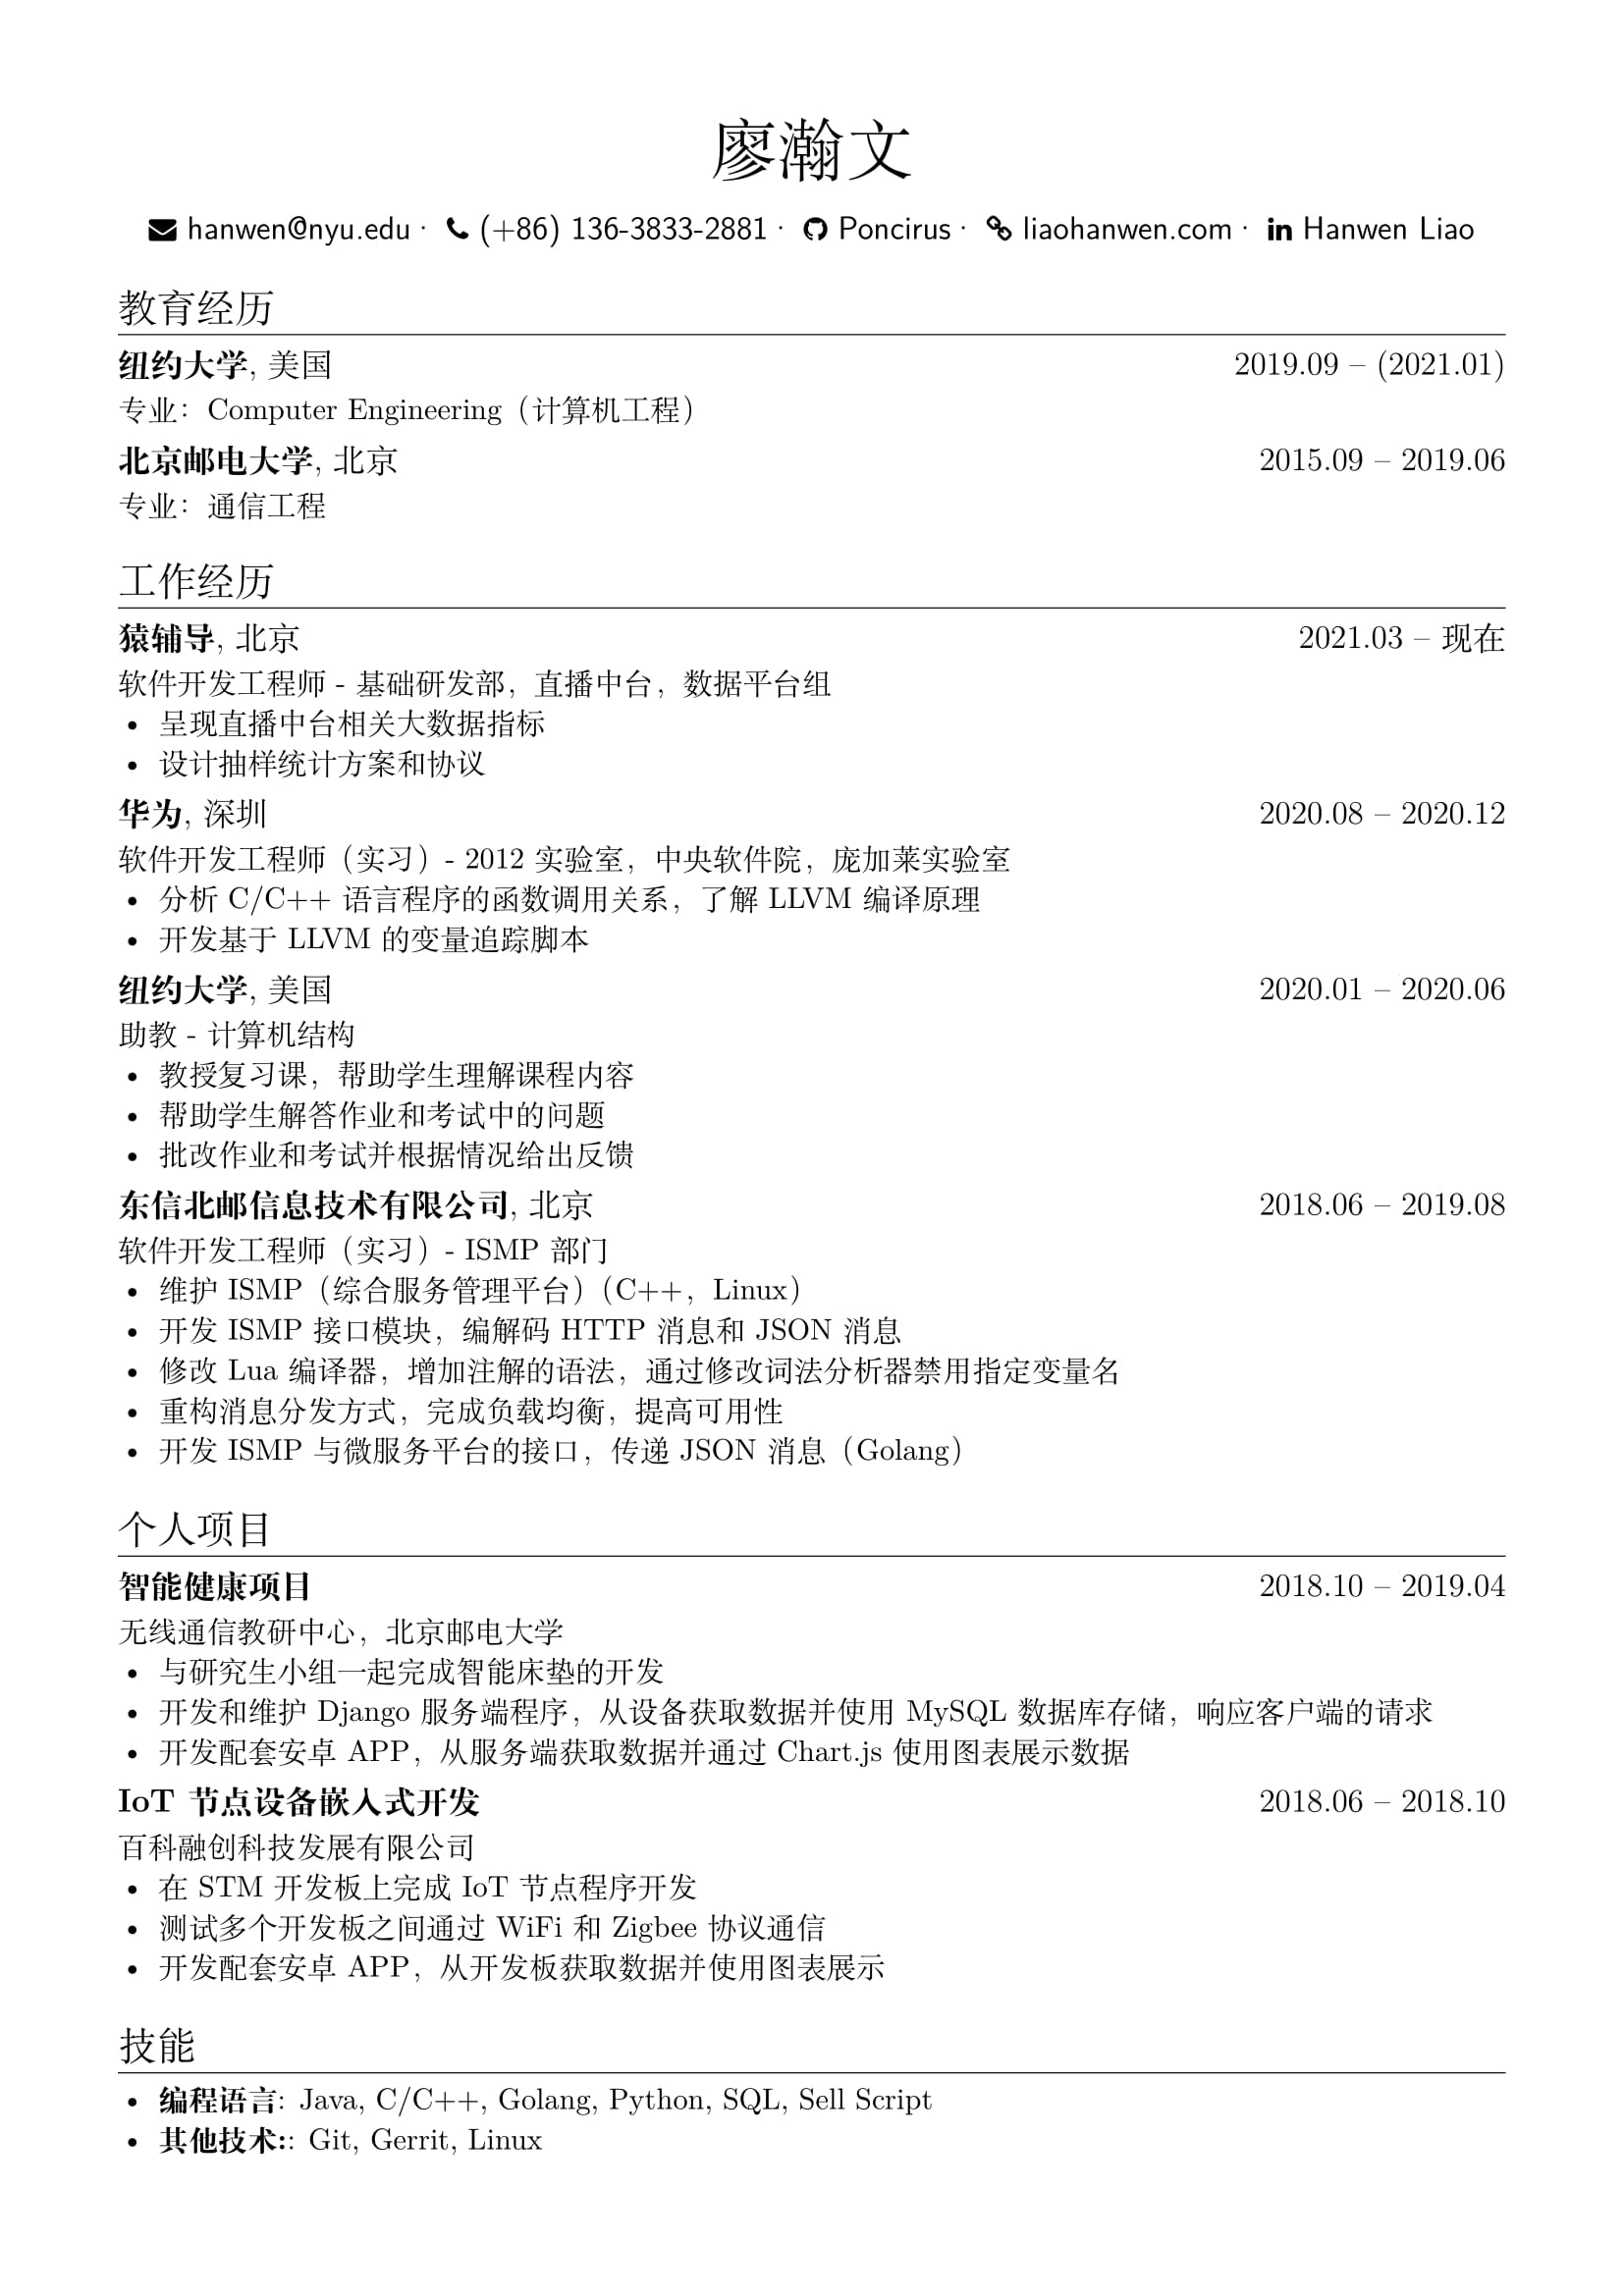 廖瀚文
hanwen@nyu.edu · (+86) 136-3833-2881 · Poncirus · liaohanwen.com · Hanwen Liao
教育经历
纽约大学, 美国 2019.09 – (2021.01)
专业：Computer Engineering（计算机工程）
北京邮电大学, 北京 2015.09 – 2019.06
专业：通信工程
工作经历
猿辅导, 北京 2021.03 – 现在
软件开发工程师 - 基础研发部，直播中台，数据平台组
• 呈现直播中台相关大数据指标
• 设计抽样统计方案和协议
华为, 深圳 2020.08 – 2020.12
软件开发工程师（实习）- 2012 实验室，中央软件院，庞加莱实验室
• 分析 C/C++ 语言程序的函数调用关系，了解 LLVM 编译原理
• 开发基于 LLVM 的变量追踪脚本
纽约大学, 美国 2020.01 – 2020.06
助教 - 计算机结构
• 教授复习课，帮助学生理解课程内容
• 帮助学生解答作业和考试中的问题
• 批改作业和考试并根据情况给出反馈
东信北邮信息技术有限公司, 北京 2018.06 – 2019.08
软件开发工程师（实习）- ISMP 部门
• 维护 ISMP（综合服务管理平台）（C++，Linux）
• 开发 ISMP 接口模块，编解码 HTTP 消息和 JSON 消息
• 修改 Lua 编译器，增加注解的语法，通过修改词法分析器禁用指定变量名
• 重构消息分发方式，完成负载均衡，提高可用性
• 开发 ISMP 与微服务平台的接口，传递 JSON 消息（Golang）
个人项目
智能健康项目 2018.10 – 2019.04
无线通信教研中心，北京邮电大学
• 与研究生小组一起完成智能床垫的开发
• 开发和维护 Django 服务端程序，从设备获取数据并使用 MySQL 数据库存储，响应客户端的请求
• 开发配套安卓 APP，从服务端获取数据并通过 Chart.js 使用图表展示数据
IoT 节点设备嵌入式开发 2018.06 – 2018.10
百科融创科技发展有限公司
• 在 STM 开发板上完成 IoT 节点程序开发
• 测试多个开发板之间通过 WiFi 和 Zigbee 协议通信
• 开发配套安卓 APP，从开发板获取数据并使用图表展示
技能
• 编程语言: Java, C/C++, Golang, Python, SQL, Sell Script
• 其他技术:: Git, Gerrit, Linux